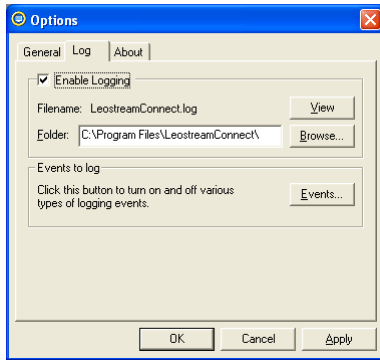 Options
General Log About
Enable Logging
Filename: LeostreamConnect.log View
Folder: C:\Program Files\LeostreamConnect\ Browse...
Events to log
Click this button to turn on and off various Events...
types of logging events.
OK Cancel Apply